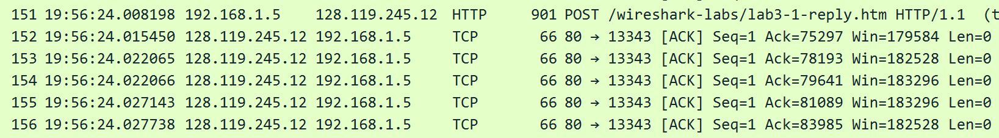 151 19:56:24.008198 192.168.1.5 128.119.245.12 HTTP 901 POST /wireshark-labs/lab3-1-reply.htm HTTP/1.1 (t
152 19:56:24.015450 128.119.245.12 192.168.1.5 TCP 66 80 → 13343 [ACK] Seq=1 Ack=75297 Win=179584 Len=0
153 19:56:24.022065 128.119.245.12 192.168.1.5 TCP 66 80 → 13343 [ACK] Seq=1 Ack=78193 Win=182528 Len=0
154 19:56:24.022066 128.119.245.12 192.168.1.5 TCP 66 80 → 13343 [ACK] Seq=1 Ack=79641 Win=183296 Len=0
155 19:56:24.027143 128.119.245.12 192.168.1.5 TCP 66 80 → 13343 [ACK] Seq=1 Ack=81089 Win=183296 Len=0
156 19:56:24.027738 128.119.245.12 192.168.1.5 TCP 66 80 → 13343 [ACK] Seq=1 Ack=83985 Win=182528 Len=0